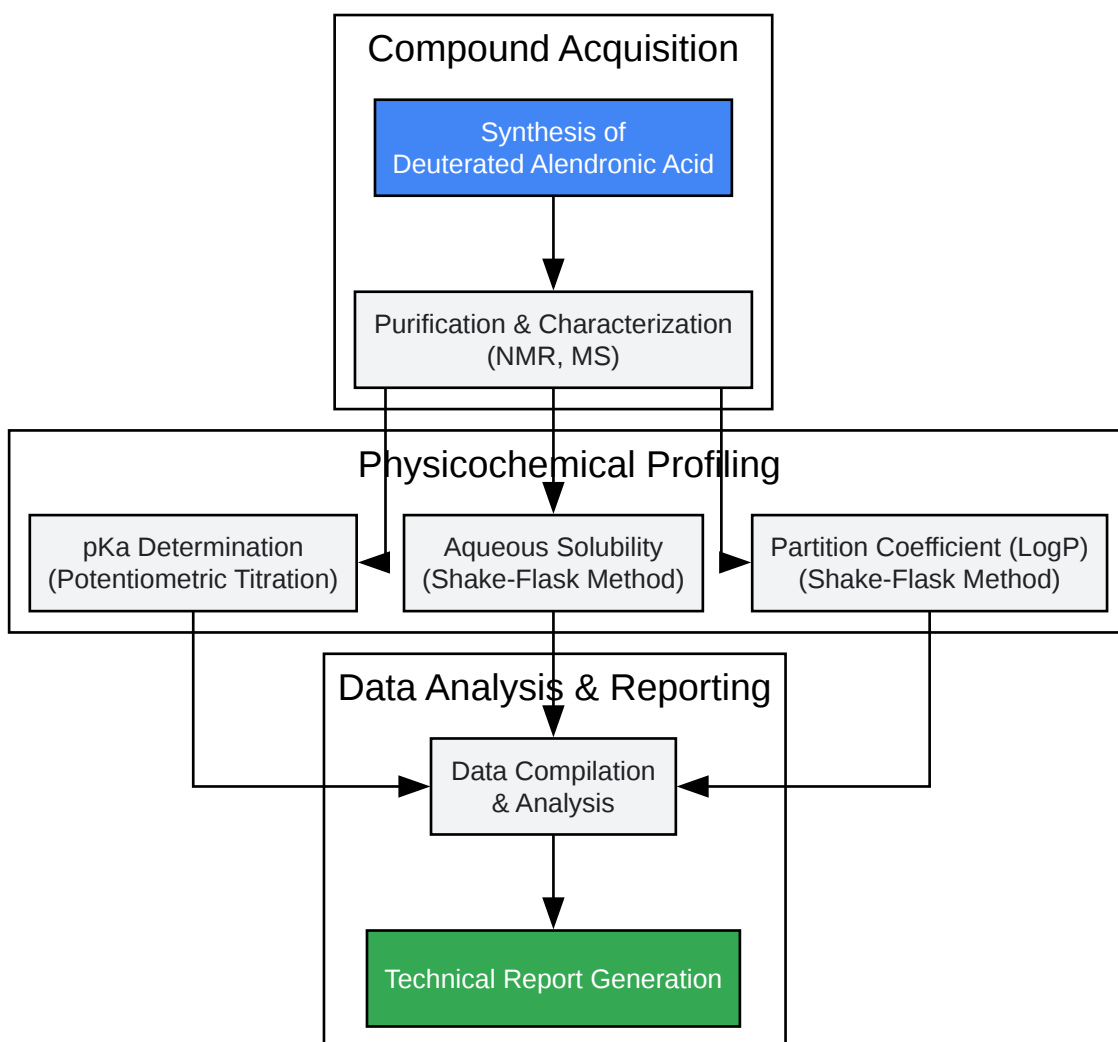 Compound Acquisition
Synthesis of
Deuterated Alendronic Acid
Purification & Characterization
(NMR, MS)
Physicochemical Profiling
pKa Determination
(Potentiometric Titration)
Aqueous Solubility
(Shake-Flask Method)
Partition Coefficient (LogP)
(Shake-Flask Method)
Data Analysis & Reporting
Data Compilation
& Analysis
Technical Report Generation